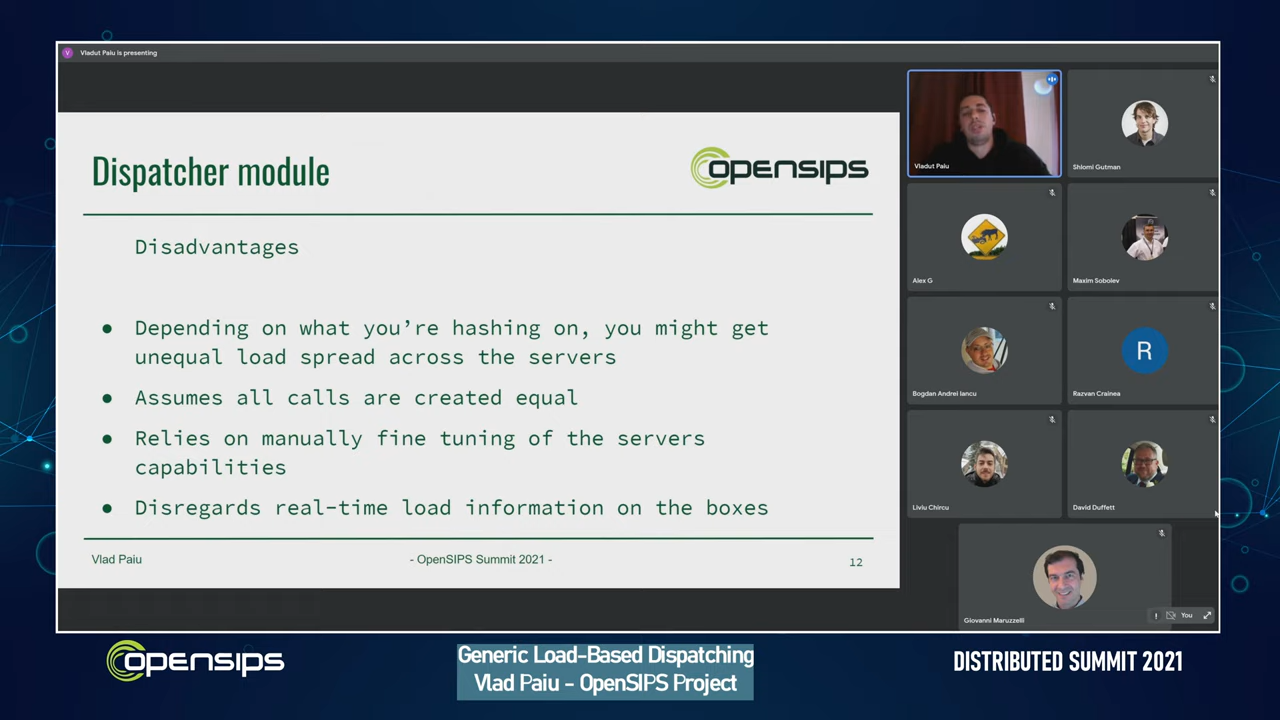 V
Vladut Paiu is presenting
Dispatcher module
opensips
Disadvantages
● Depending on what you're hashing on, you might get
unequal load spread across the servers
● Assumes all calls are created equal
● Relies on manually fine tuning of the servers
capabilities
● Disregards real-time load information on the boxes
Vlad Paiu
- OpenSIPS Summit 2021 -
12
Vladut Paiu
Shlomi Gutman
Alex G
Maxim Sobolev
Bogdan Andrei Iancu
R
Razvan Crainea
Liviu Chircu
David Duffett
Giovanni Maruzzelli
You
opensips
Generic Load-Based Dispatching
Vlad Paiu - OpenSIPS Project
DISTRIBUTED SUMMIT 2021